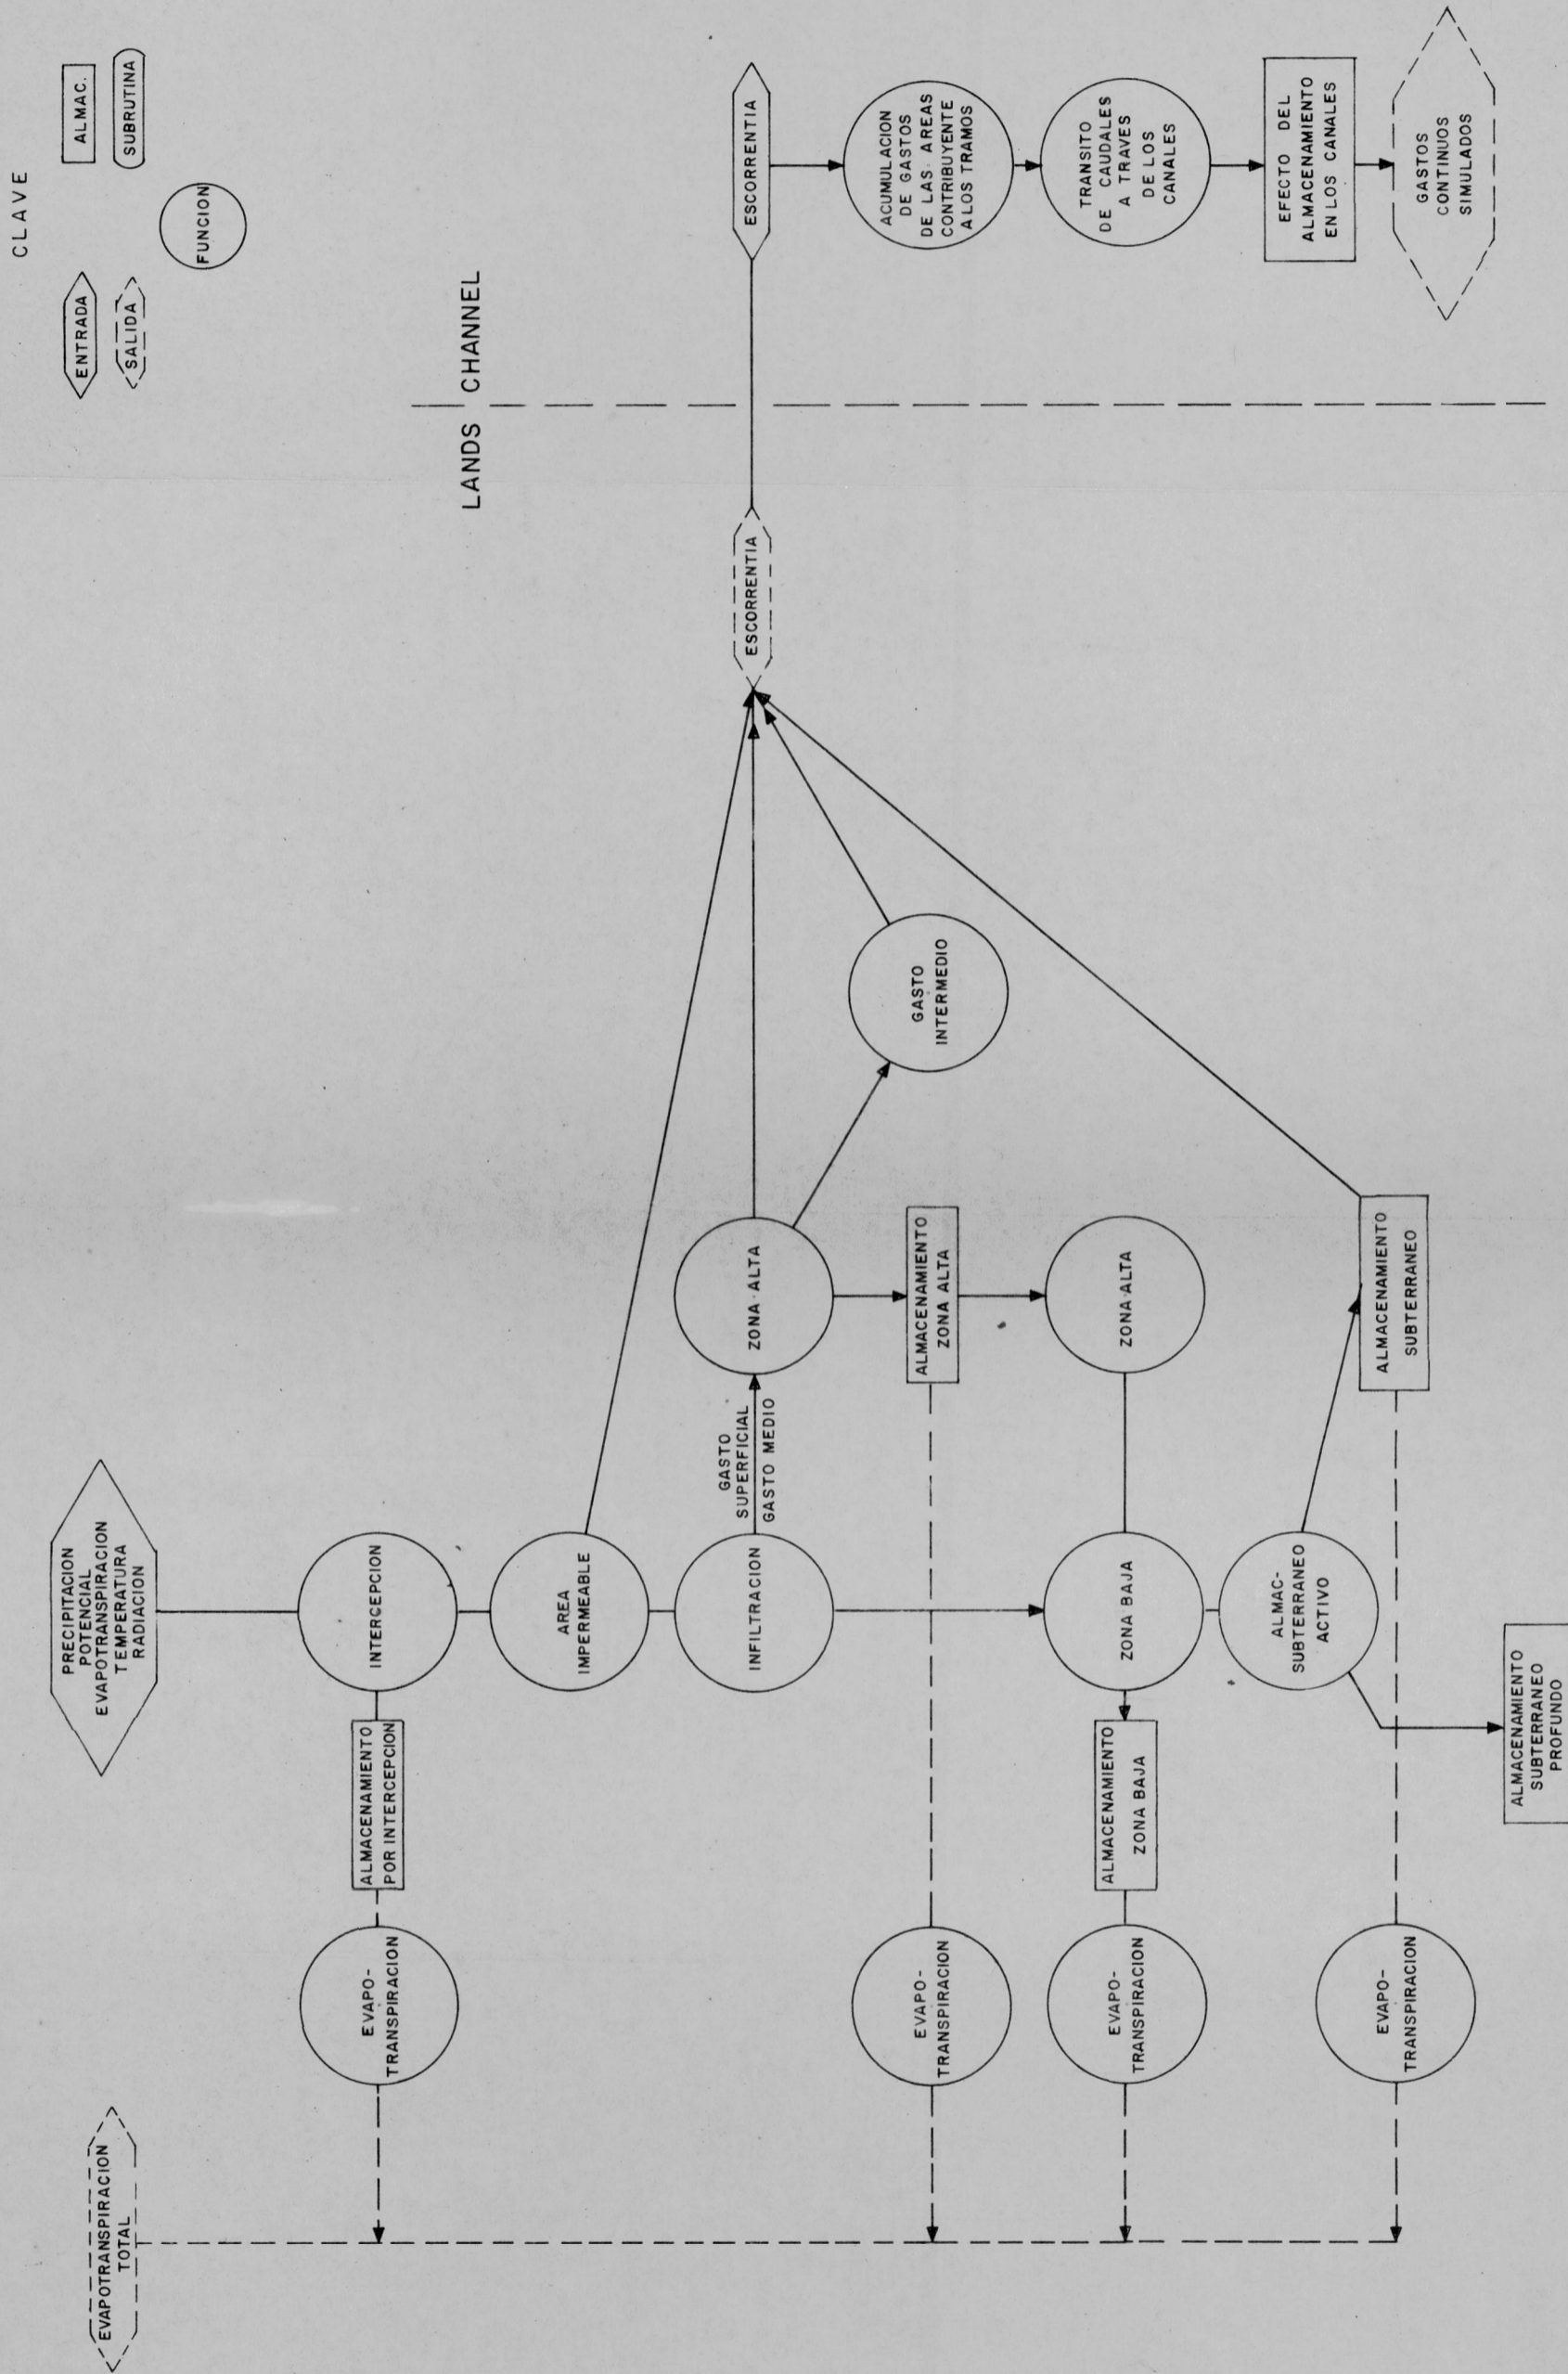 CLAVE
ENTRADA
ALMAC.
SALIDA
SUBRUTINA
FUNCION
LANDS
CHANNEL
EVAPOTRANSPIRACION
TOTAL
PRECIPITACION
POTENCIAL
EVAPOTRANSPIRACION
TEMPERATURA
RADIACION
EVAPO-
TRANSPIRACION
ALMACENAMIENTO
POR INTERCEPCION
INTERCEPCION
AREA
IMPERMEABLE
INFILTRACION
GASTO
SUPERFICIAL
GASTO MEDIO
ZONA ALTA
ESCORRENTIA
ESCORRENTIA
EVAPO-
TRANSPIRACION
ALMACENAMIENTO
ZONA ALTA
GASTO
INTERMEDIO
ACUMULACION
DE GASTOS
DE LAS AREAS
CONTRIBUYENTE
A LOS TRAMOS
EVAPO-
TRANSPIRACION
ALMACENAMIENTO
ZONA BAJA
ZONA BAJA
ZONA ALTA
TRANSITO
DE CAUDALES
A TRAVES
DE LOS
CANALES
ALMAC-
SUBTERRANEO
ACTIVO
EFECTO DEL
ALMACENAMIENTO
EN LOS CANALES
EVAPO-
TRANSPIRACION
ALMACENAMIENTO
SUBTERRANEO
GASTOS
CONTINUOS
SIMULADOS
ALMACENAMIENTO
SUBTERRANEO
PROFUNDO